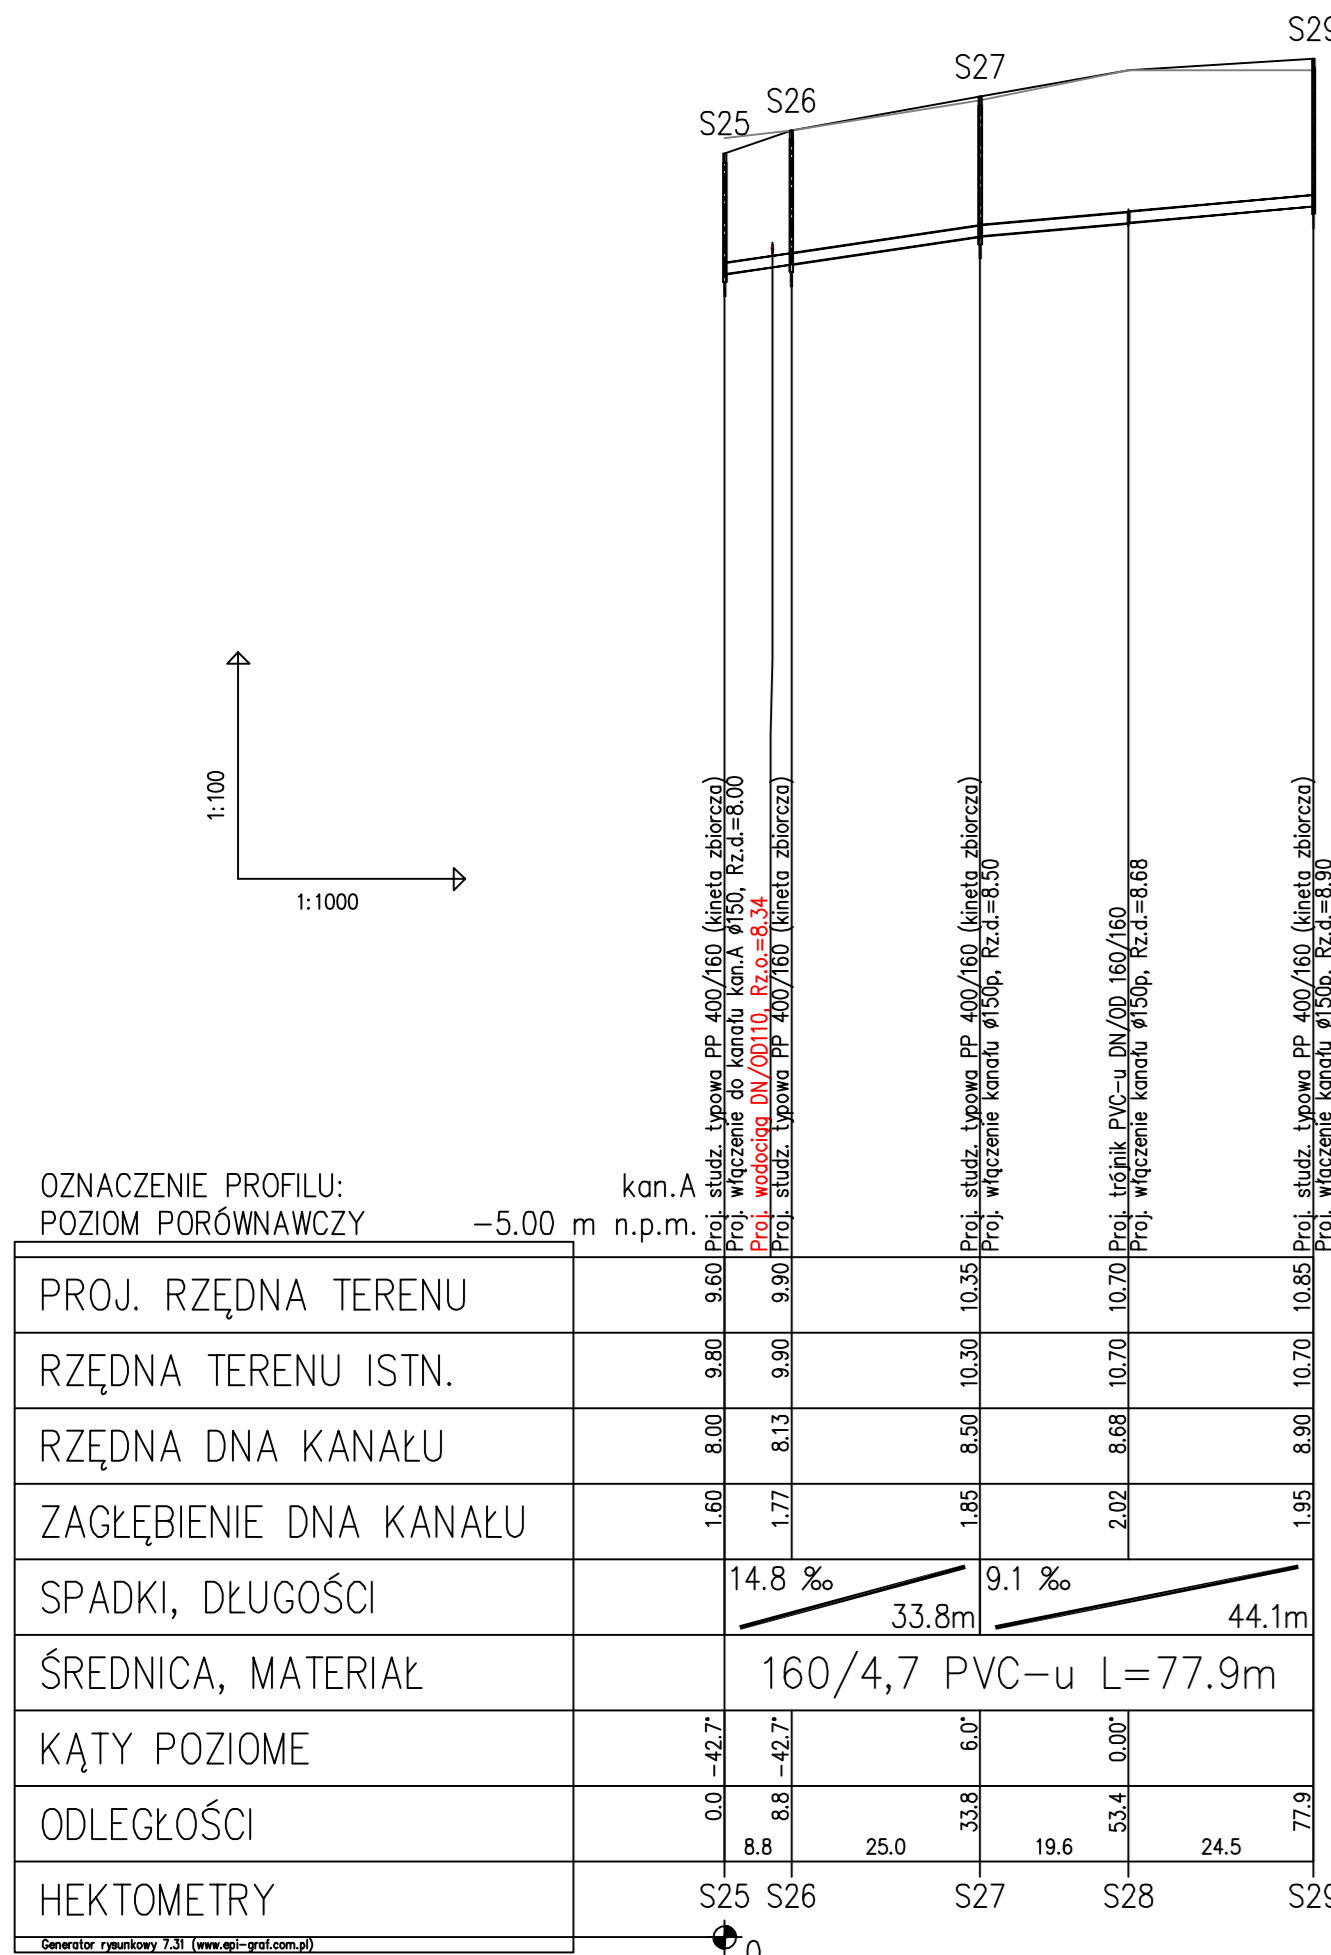 S29
S27
S26
S25
1:100
1:1000
Proj. studz. typowa PP 400/160 (kineta zbiorcza)
Proj. włączenie do kanału kan.A ø150, Rz.d.=8.00
Proj. wodociąg DN/OD110, Rz.o.=8.34
Proj. studz. typowa PP 400/160 (kineta zbiorcza)
Proj. studz. typowa PP 400/160 (kineta zbiorcza)
Proj. włączenie kanału ø150p, Rz.d.=8.50
Proj. trójnik PVC-u DN/OD 160/160
Proj. włączenie kanału ø150p, Rz.d.=8.68
Proj. studz. typowa PP 400/160 (kineta zbiorcza)
Proj. włączenie kanału ø150p, Rz.d.=8.90
OZNACZENIE PROFILU: kan.A
POZIOM PORÓWNAWCZY -5.00 m n.p.m.
PROJ. RZĘDNA TERENU 9.60 9.90 10.35 10.70 10.85
RZĘDNA TERENU ISTN. 9.80 9.90 10.30 10.70 10.70
RZĘDNA DNA KANAŁU 8.00 8.13 8.50 8.68 8.90
ZAGŁĘBIENIE DNA KANAŁU 1.60 1.77 1.85 2.02 1.95
SPADKI, DŁUGOŚCI 14.8 ‰ 33.8m 9.1 ‰ 44.1m
ŚREDNICA, MATERIAŁ 160/4,7 PVC-u L=77.9m
KĄTY POZIOME -42.7° -42.7° 6.0° 0.00°
ODLEGŁOŚCI 0.0 8.8 33.8 53.4 77.9
8.8 25.0 19.6 24.5
HEKTOMETRY S25 S26 S27 S28 S29
Generator rysunkowy 7.31 (www.epi-graf.com.pl)
0